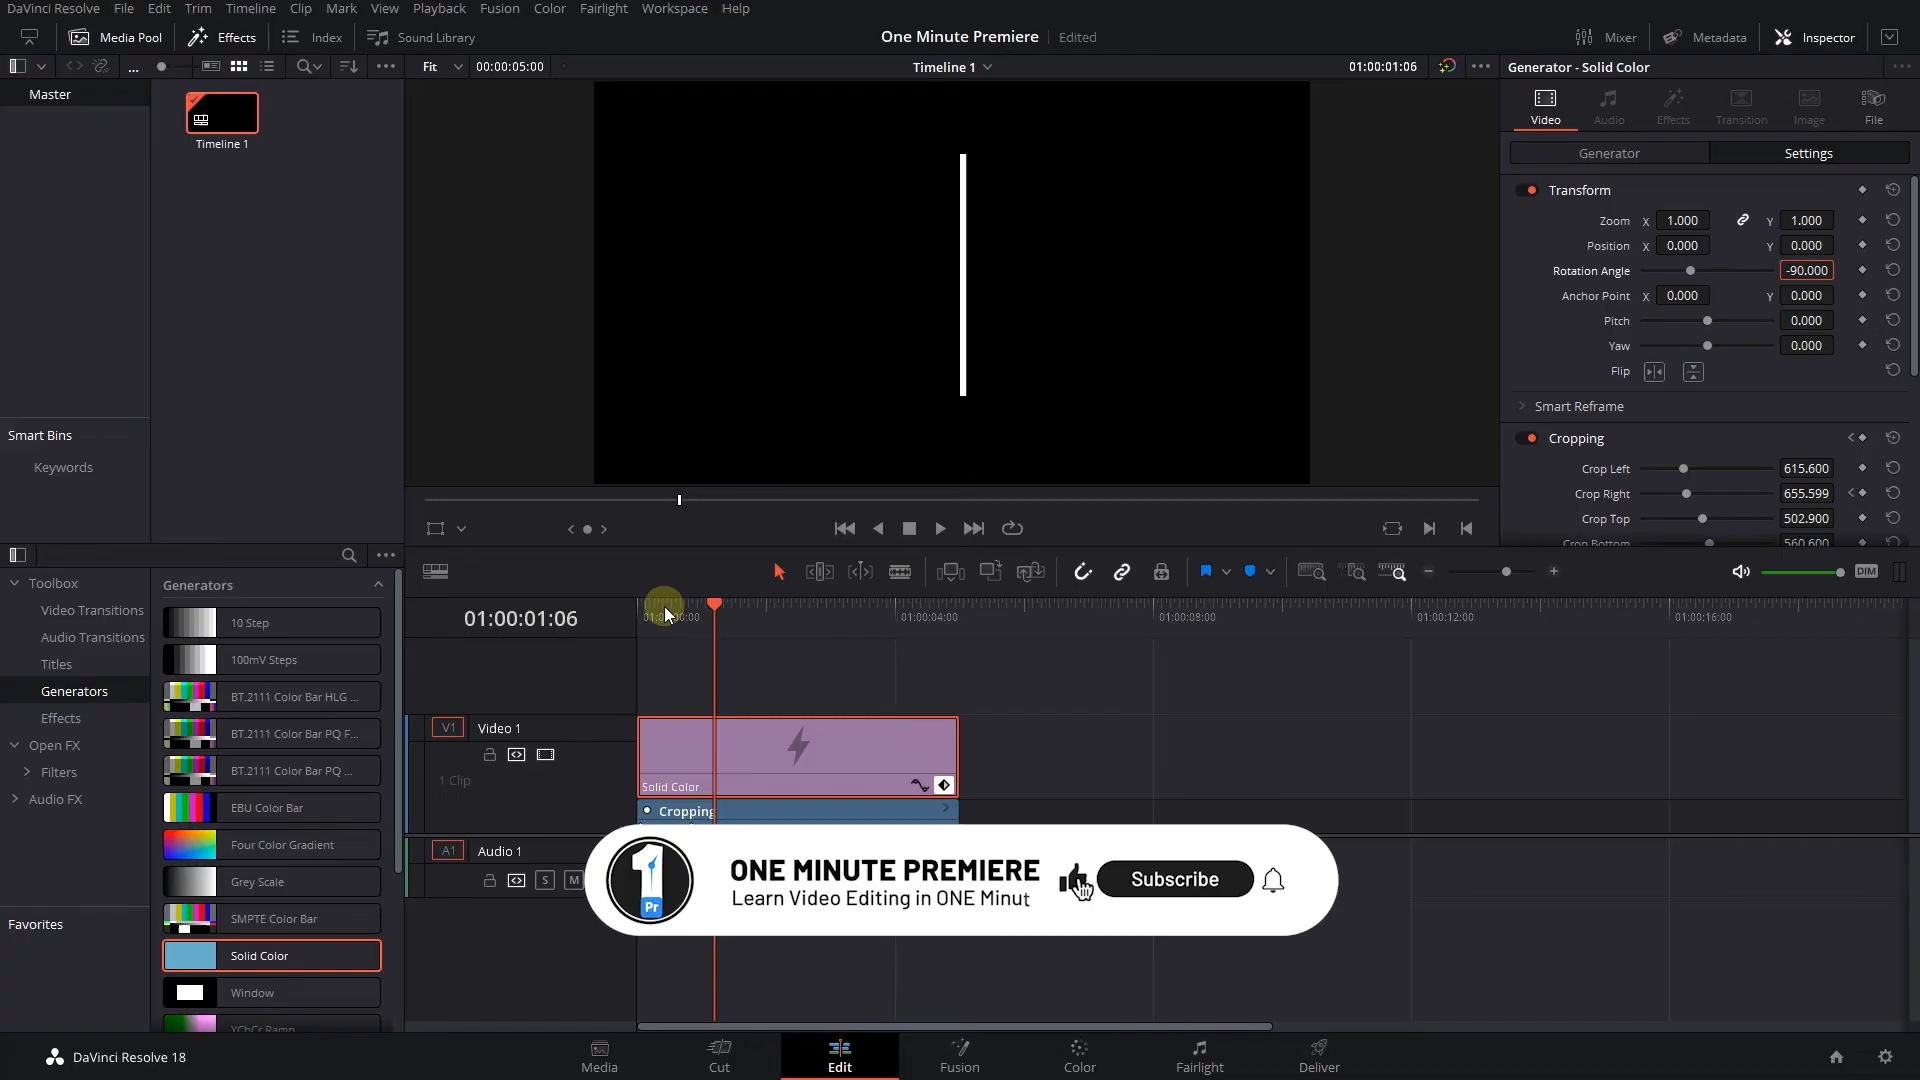 DaVinci Resolve File Edit Trim Timeline Clip Mark View Playback Fusion Color Fairlight Workspace Help
Media Pool Effects Index Sound Library One Minute Premiere Edited Mixer Metadata Inspector
Fit 00:00:05:00 Timeline 1 01:00:01:06 Generator - Solid Color
Master
Timeline 1
Video Audio Effects Transition Image File
Generator Settings
Transform
Zoom X 1.000 Y 1.000
Position X 0.000 Y 0.000
Rotation Angle -90.000
Anchor Point X 0.000 Y 0.000
Pitch 0.000
Yaw 0.000
Flip
Smart Reframe
Cropping
Crop Left 615.600
Crop Right 655.599
Crop Top 502.900
Crop Bottom 560.600
Smart Bins
Keywords
DIM
Toolbox
Video Transitions
Audio Transitions
Titles
Generators
Effects
Open FX
Filters
Audio FX
Favorites
Generators
10 Step
100mV Steps
BT.2111 Color Bar HLG ...
BT.2111 Color Bar PQ F...
BT.2111 Color Bar PQ ...
EBU Color Bar
Four Color Gradient
Grey Scale
SMPTE Color Bar
Solid Color
Window
YCbCr Ramp
01:00:01:06
01:00:04:00 01:00:08:00 01:00:12:00 01:00:16:00
V1 Video 1
1 Clip
Solid Color
Cropping
A1 Audio 1
S M
1 Pr
ONE MINUTE PREMIERE
Learn Video Editing in ONE Minut
Subscribe
DaVinci Resolve 18
Media Cut Edit Fusion Color Fairlight Deliver